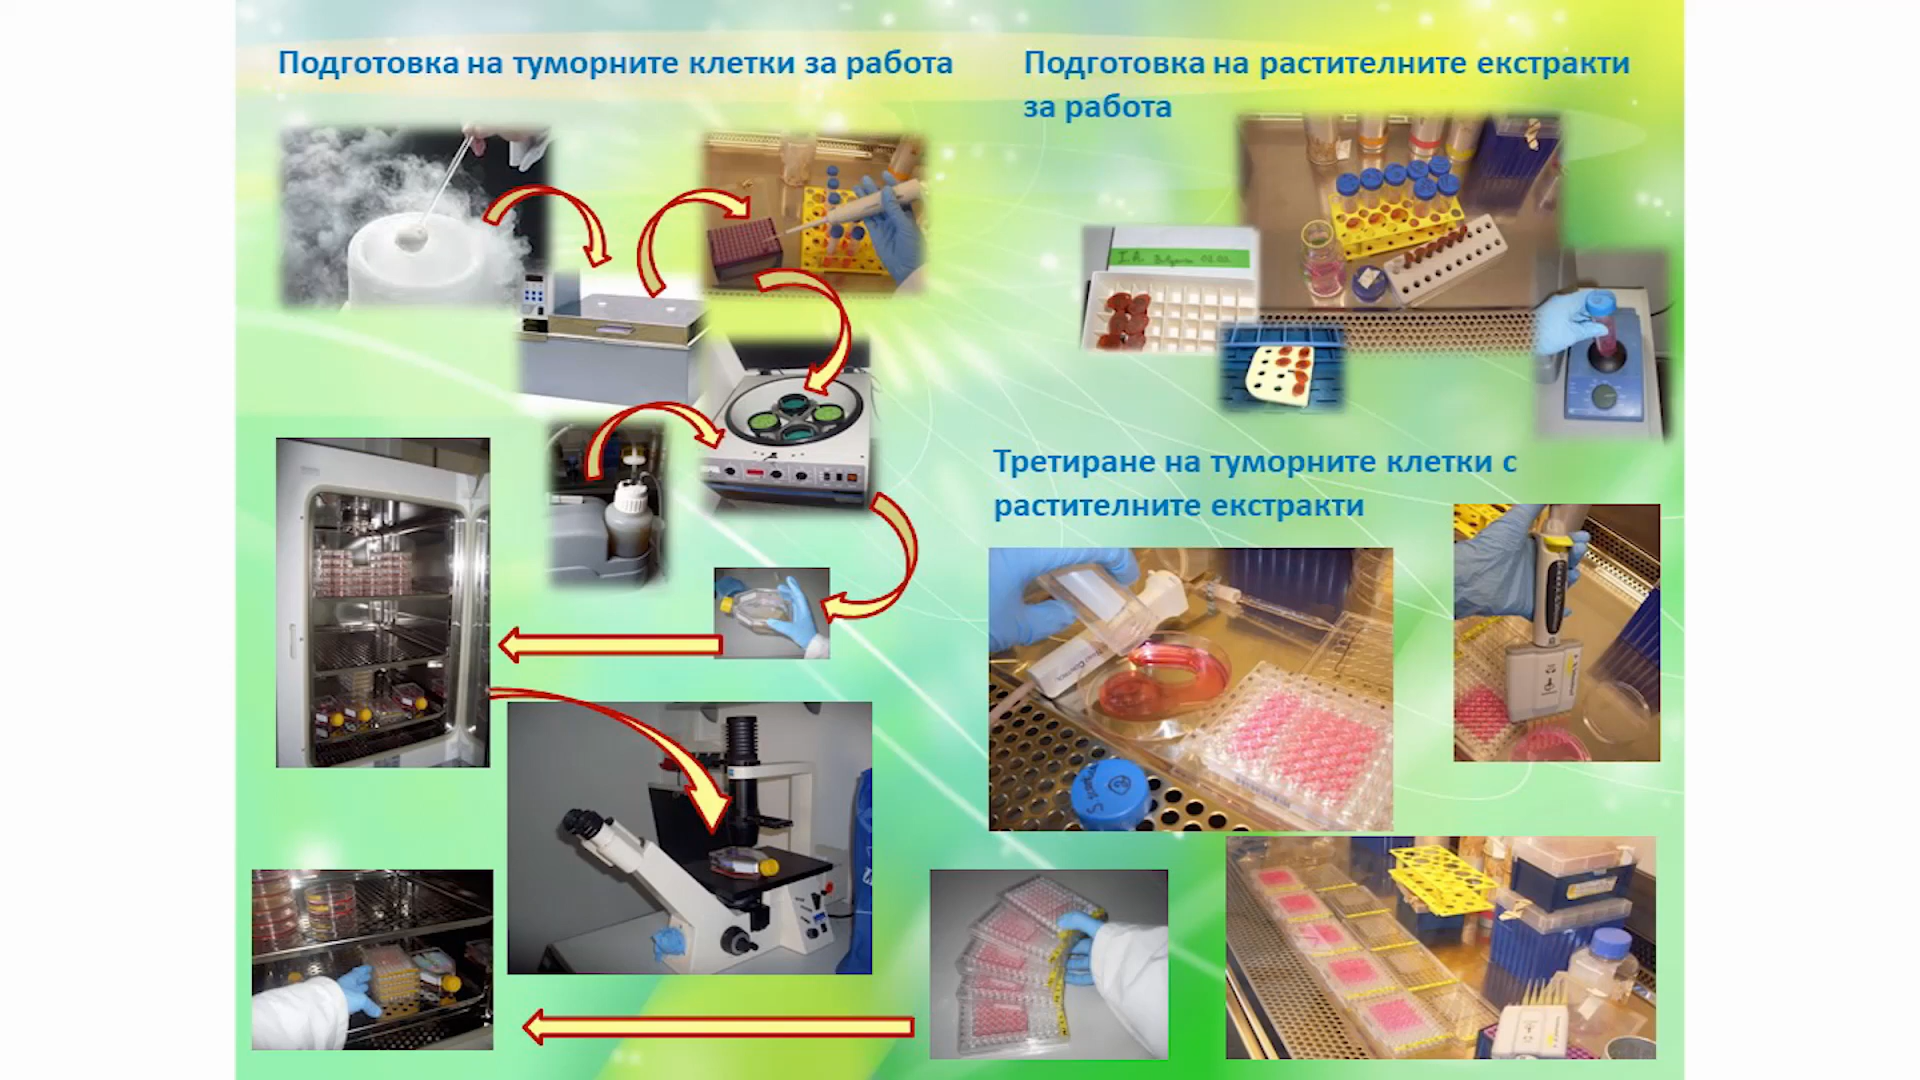 Подготовка на туморните клетки за работа
Подготовка на растителните екстракти
за работа
Третиране на туморните клетки с
растителните екстракти